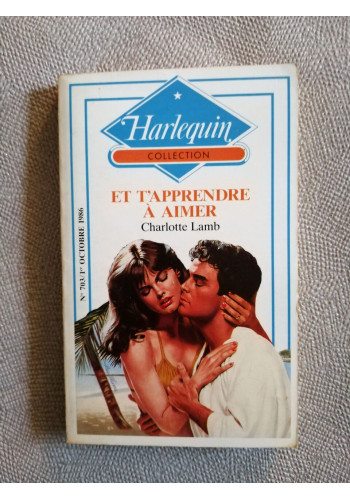 Harlequin
COLLECTION
ET T'APPRENDRE
À AIMER
Charlotte Lamb
N° 703/1er OCTOBRE 1986